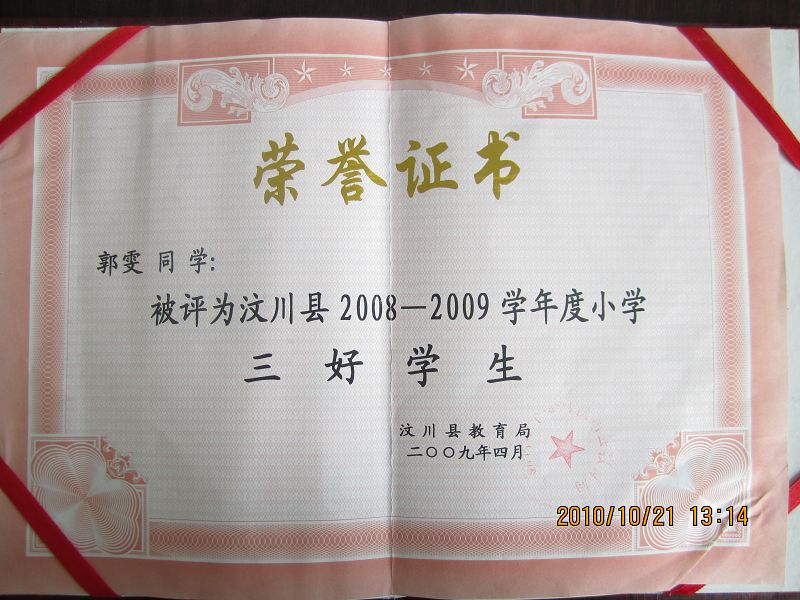 荣誉证书
郭雯 同 学:
被评为汶川县 2008—2009 学年度小学
三 好 学 生
汶川县教育局
二〇〇九年四月
2010/10/21 13:14